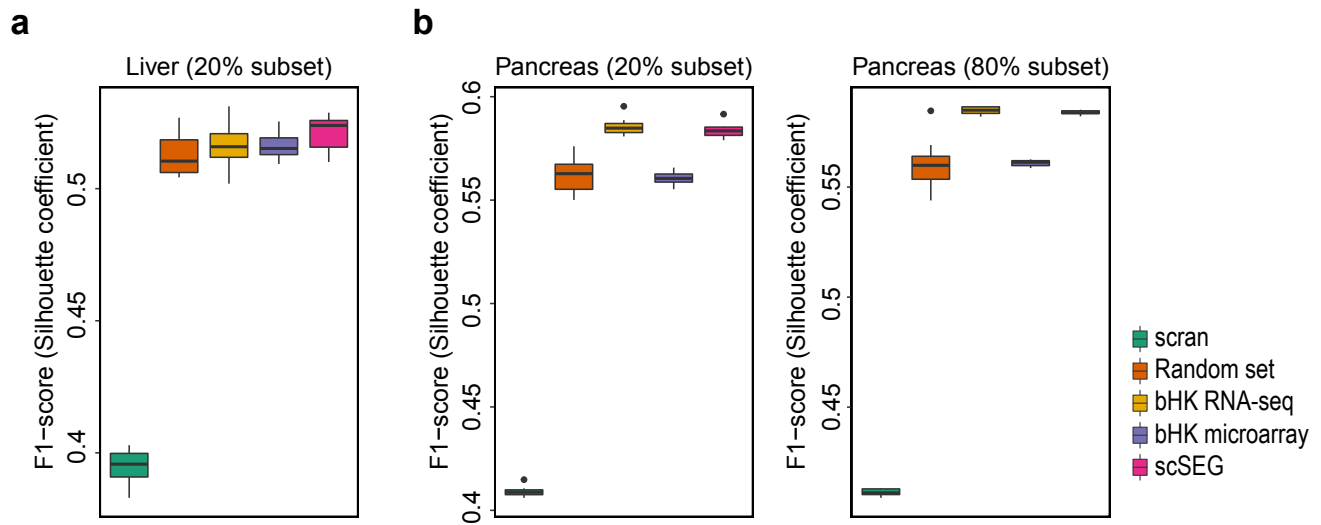 a
Liver (20% subset)
F1−score (Silhouette coefficient)
0.5
0.45
0.4
b
Pancreas (20% subset)
F1−score (Silhouette coefficient)
0.6
0.55
0.5
0.45
0.4
Pancreas (80% subset)
F1−score (Silhouette coefficient)
0.55
0.5
0.45
scran
Random set
bHK RNA-seq
bHK microarray
scSEG